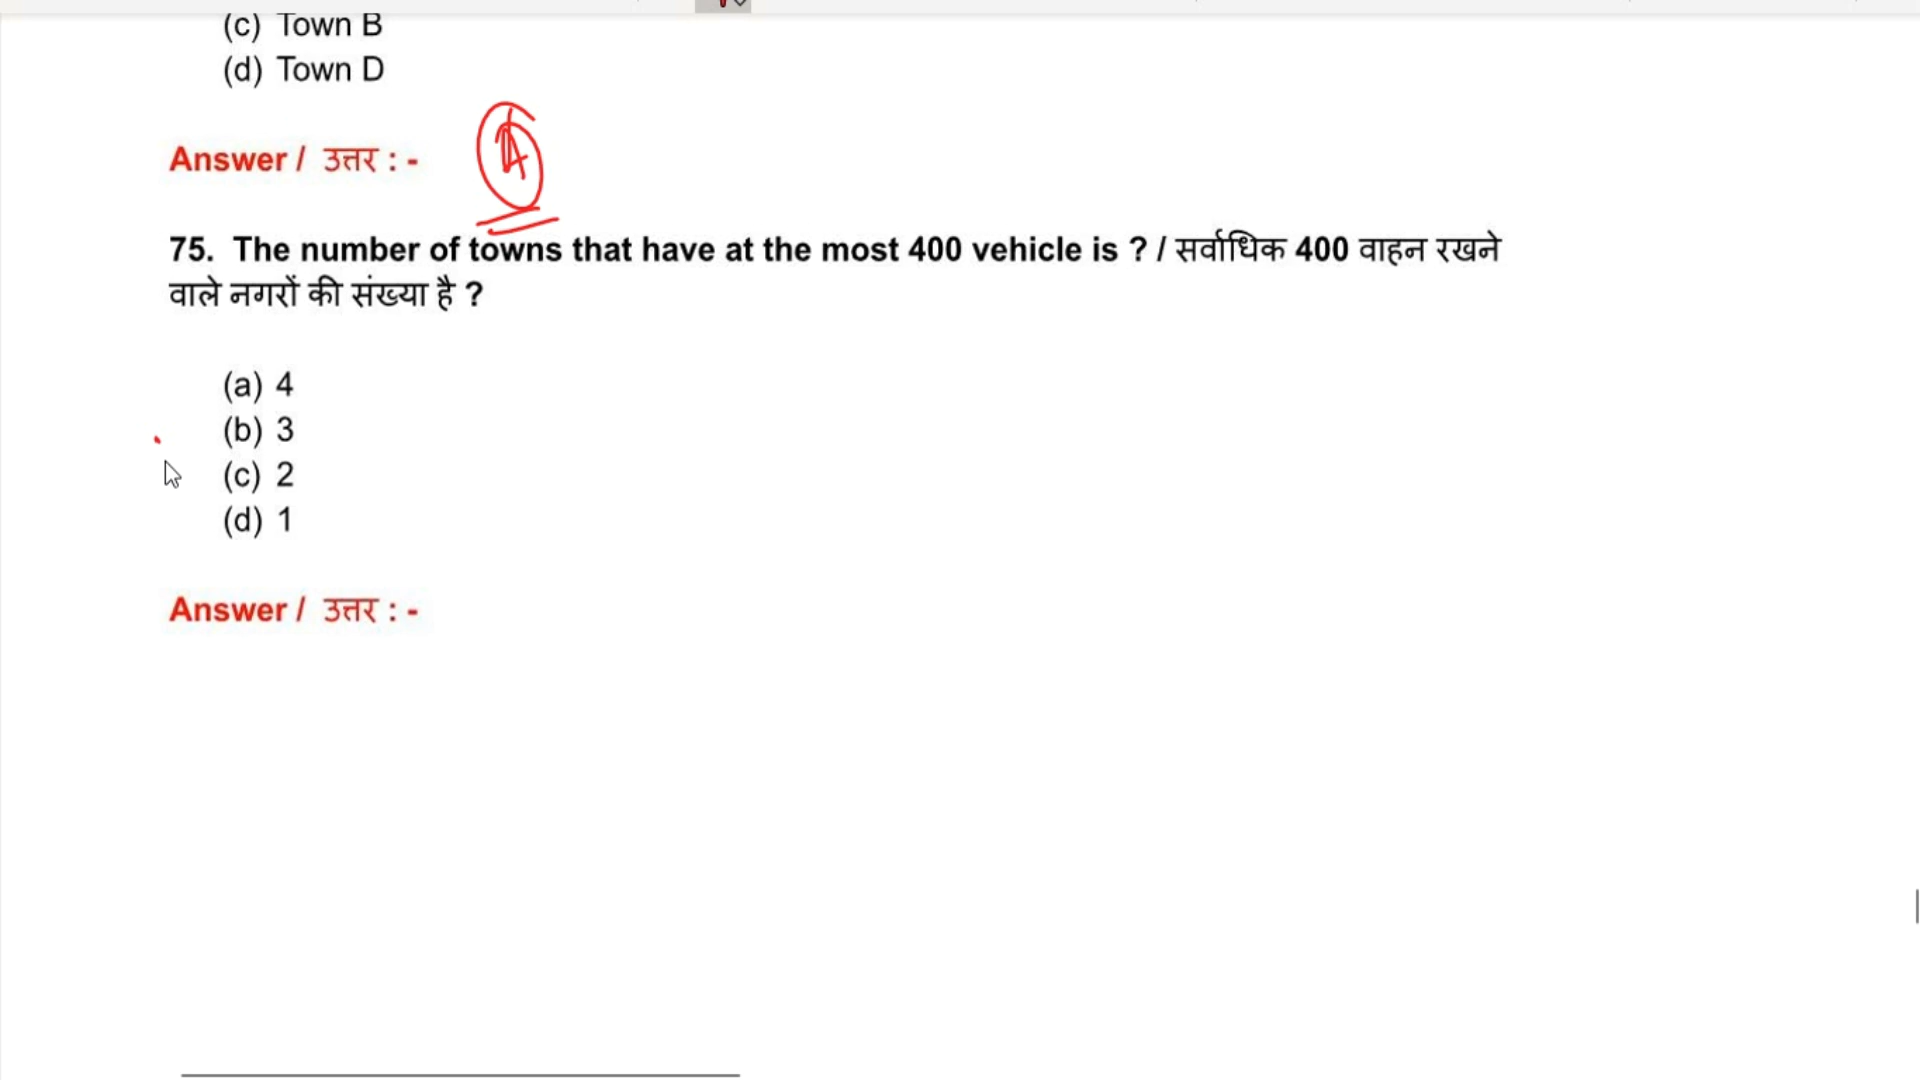 (c) Town B
(d) Town D
Answer / उत्तर : - A
75. The number of towns that have at the most 400 vehicle is ? / सर्वाधिक 400 वाहन रखने
वाले नगरों की संख्या है ?
(a) 4
(b) 3
(c) 2
(d) 1
Answer / उत्तर : -